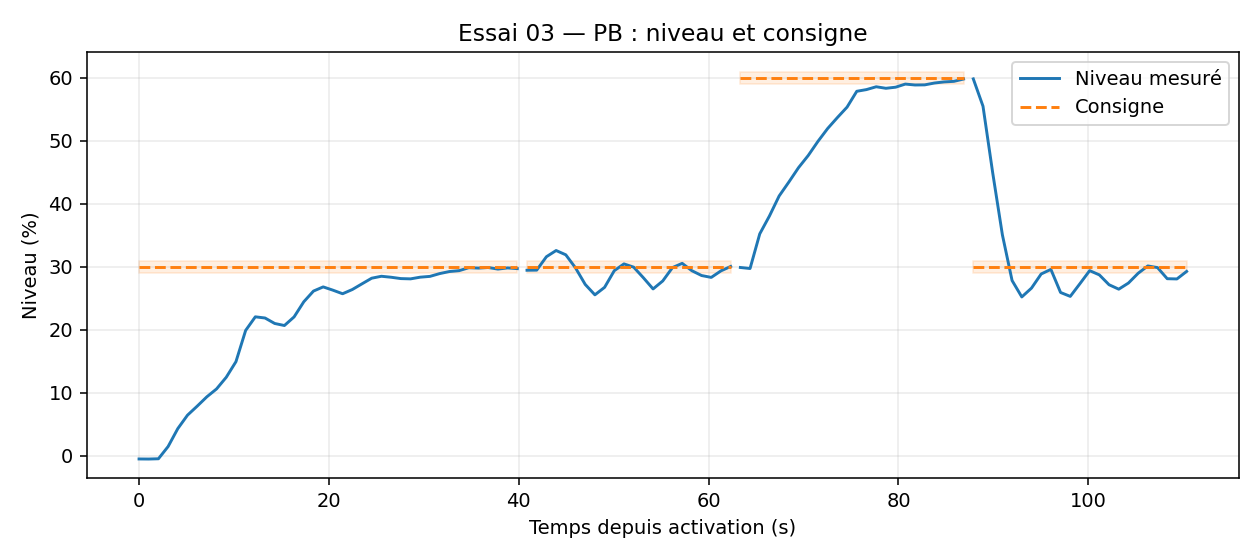 Essai 03 — PB : niveau et consigne
Niveau mesuré
Consigne
Niveau (%)
60
50
40
30
20
10
0
0 20 40 60 80 100
Temps depuis activation (s)